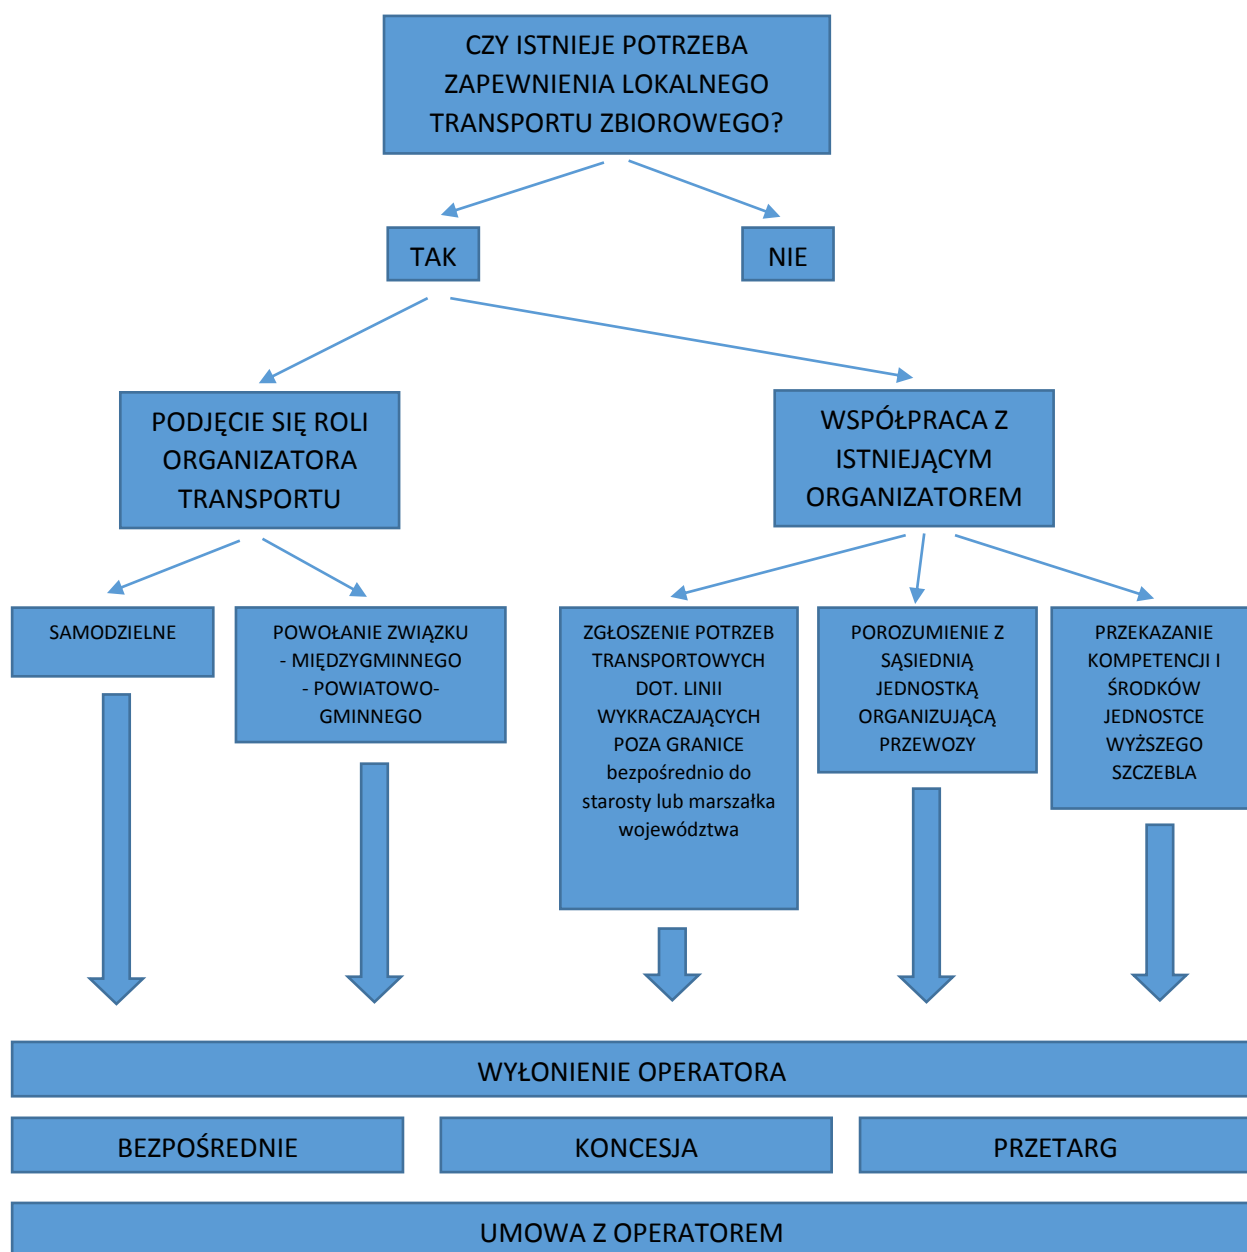 CZY ISTNIEJE POTRZEBA
ZAPEWNIENIA LOKALNEGO
TRANSPORTU ZBIOROWEGO?
TAK
NIE
PODJĘCIE SIĘ ROLI
ORGANIZATORA
TRANSPORTU
WSPÓŁPRACA Z
ISTNIEJĄCYM
ORGANIZATOREM
SAMODZIELNE
POWOŁANIE ZWIĄZKU
- MIĘDZYGMINNEGO
- POWIATOWO-
GMINNEGO
ZGŁOSZENIE POTRZEB
TRANSPORTOWYCH
DOT. LINII
WYKRACZAJĄCYCH
POZA GRANICE
bezpośrednio do
starosty lub marszałka
województwa
POROZUMIENIE Z
SĄSIEDNIĄ
JEDNOSTKĄ
ORGANIZUJĄCĄ
PRZEWOZY
PRZEKAZANIE
KOMPETENCJI I
ŚRODKÓW
JEDNOSTCE
WYŻSZEGO
SZCZEBLA
WYŁONIENIE OPERATORA
BEZPOŚREDNIE
KONCESJA
PRZETARG
UMOWA Z OPERATOREM